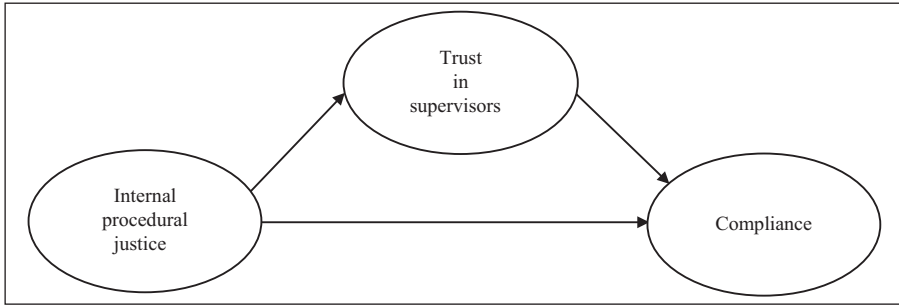 Trust
in
supervisors
Internal
procedural
justice
Compliance